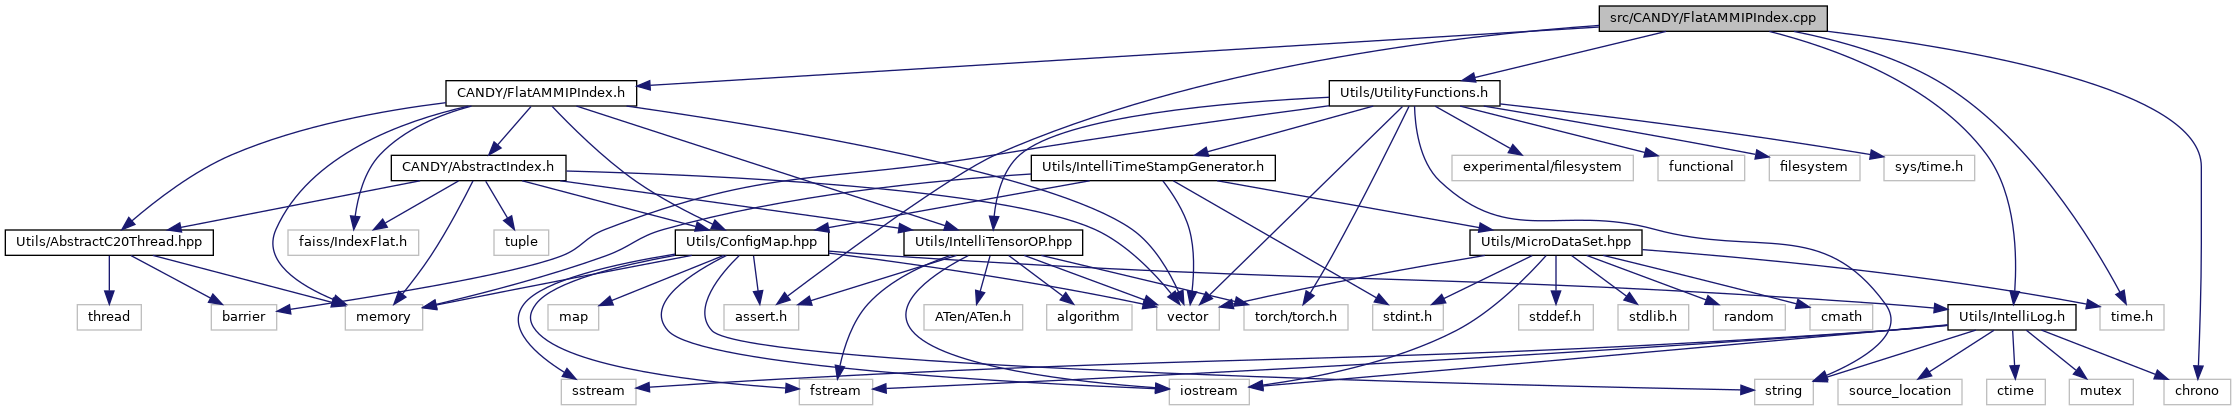 src/CANDY/FlatAMMIPIndex.cpp
CANDY/FlatAMMIPIndex.h
Utils/UtilityFunctions.h
CANDY/AbstractIndex.h
Utils/IntelliTimeStampGenerator.h
experimental/filesystem
functional
filesystem
sys/time.h
Utils/AbstractC20Thread.hpp
faiss/IndexFlat.h
tuple
Utils/ConfigMap.hpp
Utils/IntelliTensorOP.hpp
Utils/MicroDataSet.hpp
thread
barrier
memory
map
assert.h
ATen/ATen.h
algorithm
vector
torch/torch.h
stdint.h
stddef.h
stdlib.h
random
cmath
Utils/IntelliLog.h
time.h
sstream
fstream
iostream
string
source_location
ctime
mutex
chrono